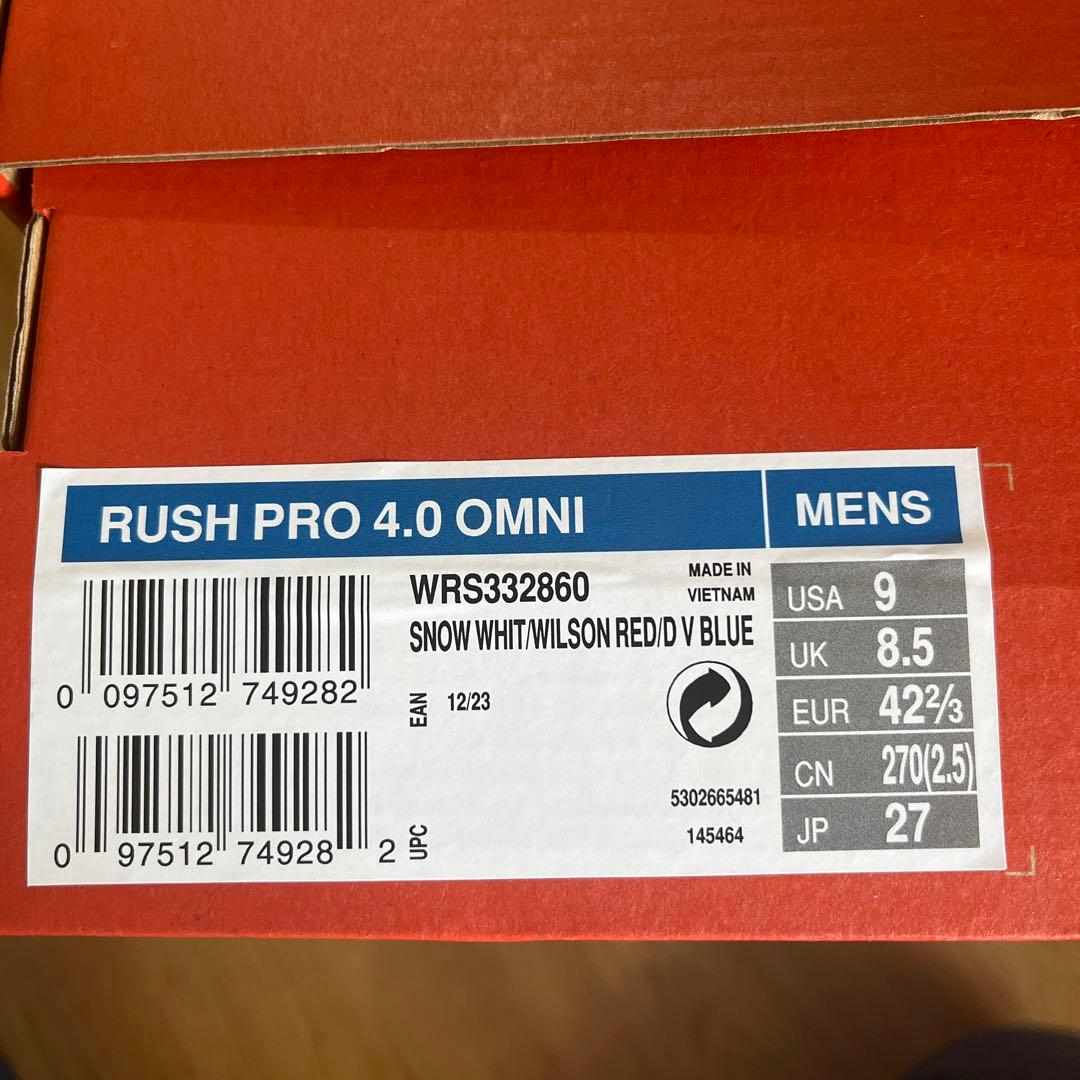 RUSH PRO 4.0 OMNI
MENS
WRS332860
MADE IN
VIETNAM
SNOW WHIT/WILSON RED/D V BLUE
0 097512 749282
EAN
12/23
0 97512 74928 2
UPC
5302665481
145464
USA 9
UK 8.5
EUR 42⅔
CN 270(2.5)
JP 27